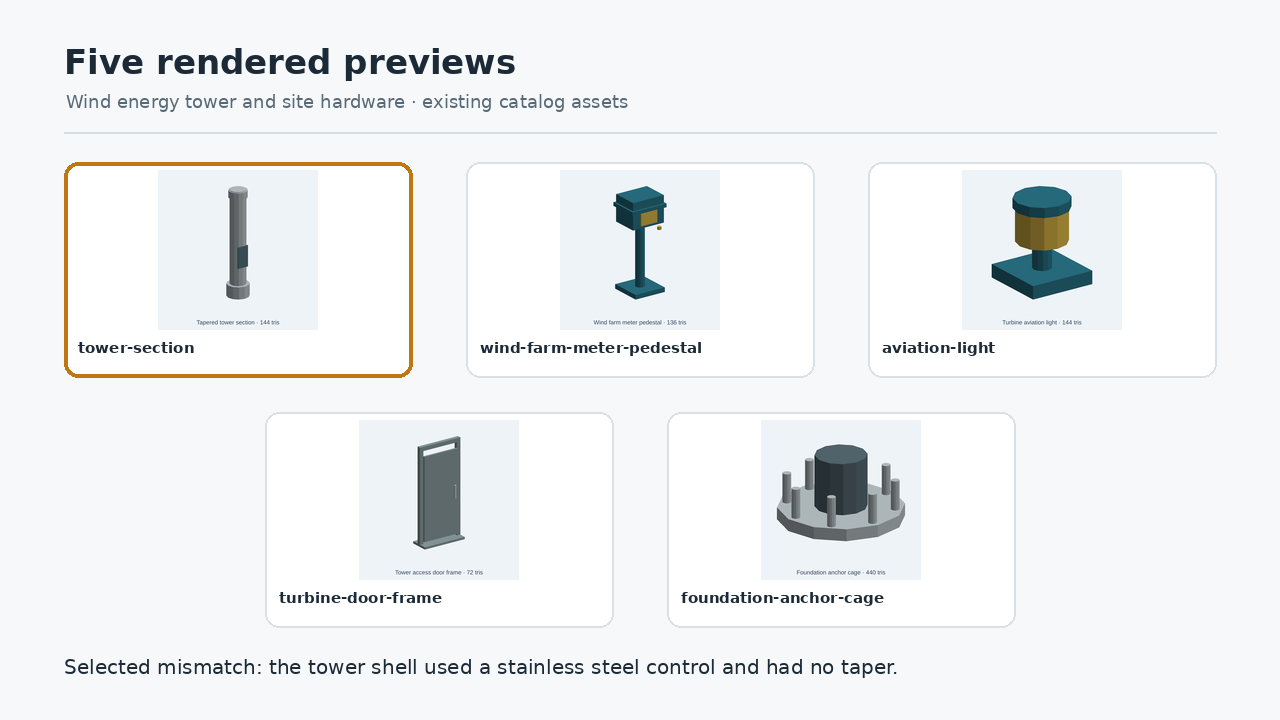 Five rendered previews
Wind energy tower and site hardware · existing catalog assets
Tapered tower section · 144 tris
tower-section
Wind farm meter pedestal · 136 tris
wind-farm-meter-pedestal
Turbine aviation light · 144 tris
aviation-light
Tower access door frame · 72 tris
turbine-door-frame
Foundation anchor cage · 440 tris
foundation-anchor-cage
Selected mismatch: the tower shell used a stainless steel control and had no taper.